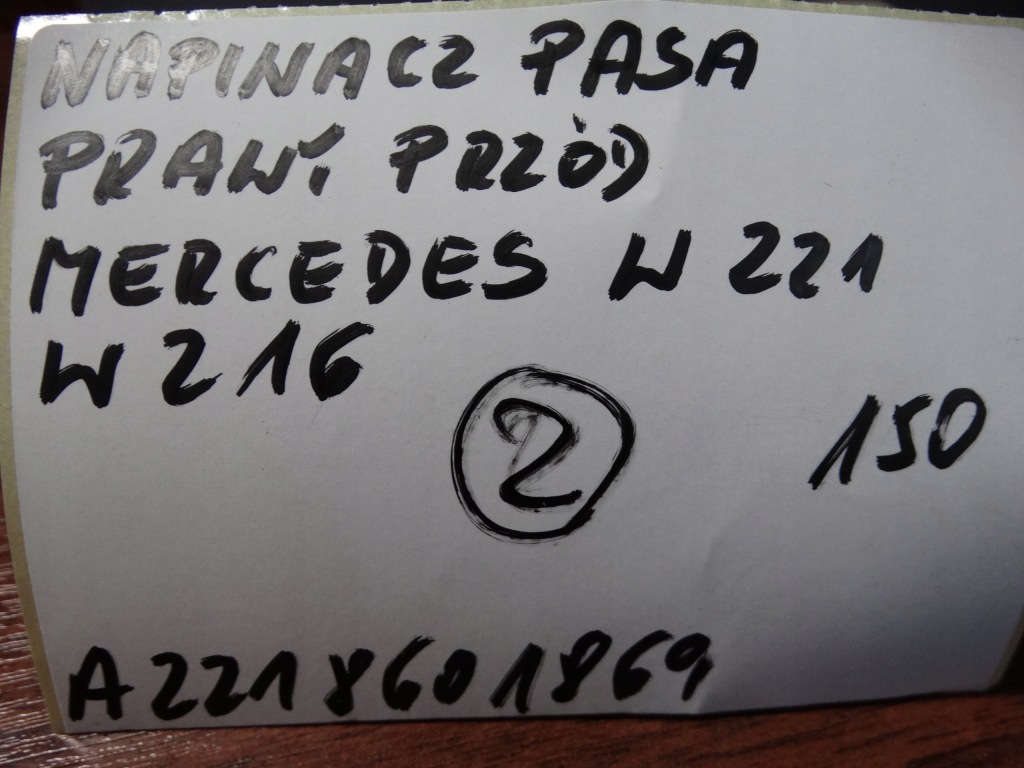 NAPINACZ PASA
PRAWY PRZÓD
MERCEDES W 221
W 216
2
150
A2218601869